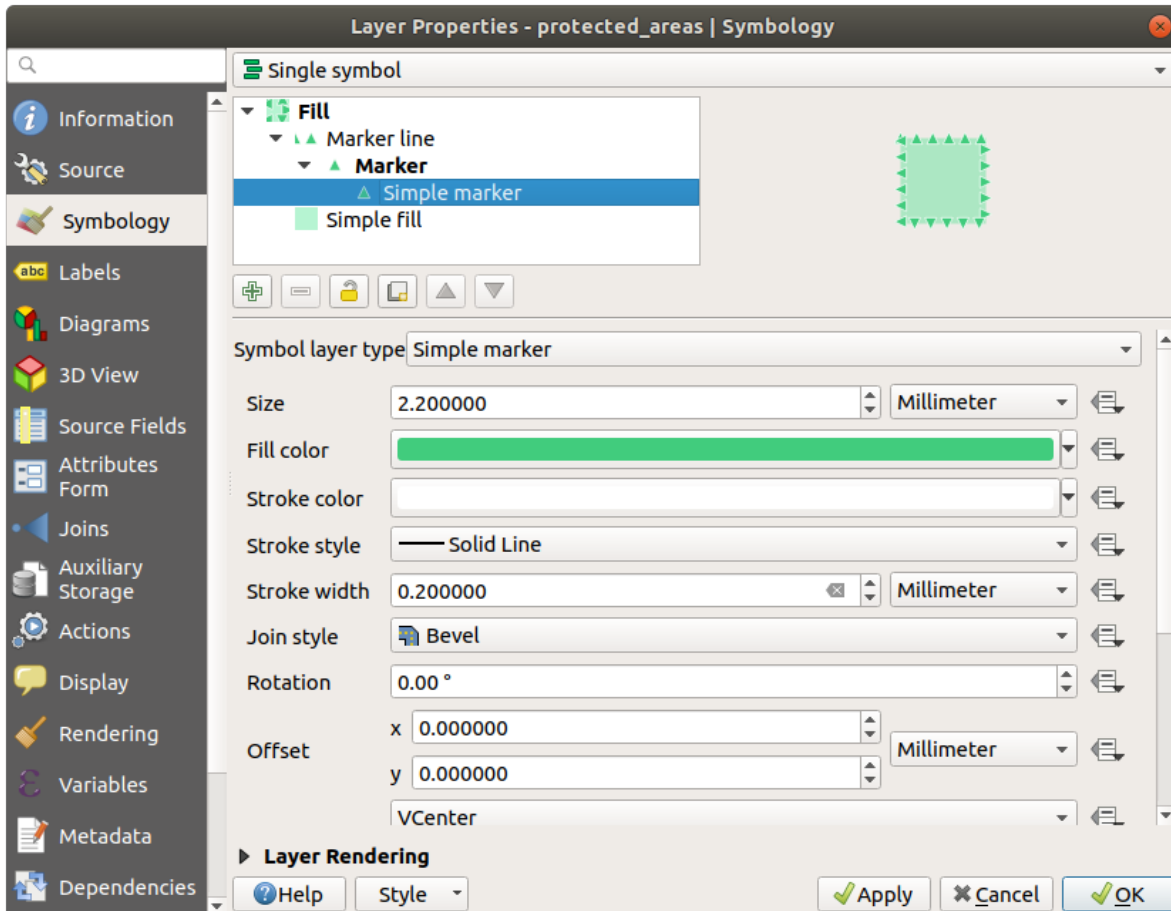 Layer Properties - protected_areas | Symbology
Single symbol
Information
Source
Symbology
abc Labels
Diagrams
3D View
Source Fields
Attributes
Form
Joins
Auxiliary
Storage
Actions
Display
Rendering
Variables
Metadata
Dependencies
Fill
Marker line
Marker
Simple marker
Simple fill
Symbol layer type Simple marker
Size 2.200000 Millimeter
Fill color
Stroke color
Stroke style Solid Line
Stroke width 0.200000 Millimeter
Join style Bevel
Rotation 0.00 °
Offset x 0.000000 Millimeter
y 0.000000
VCenter
Layer Rendering
Help Style Apply Cancel OK